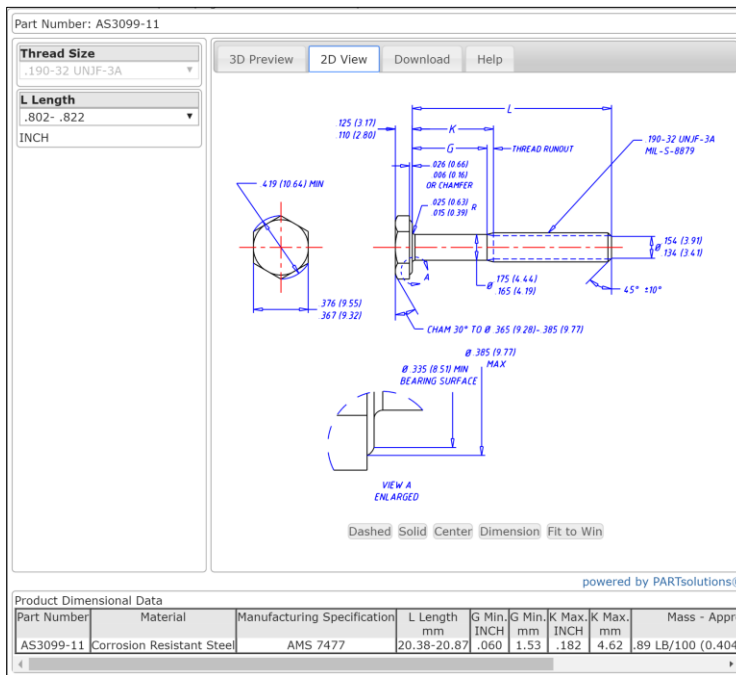 Part Number: AS3099-11
Thread Size
.190-32 UNJF-3A
L Length
.802- .822
INCH
3D Preview
2D View
Download
Help
L
.125 (3.17)
.110 (2.80)
K
G
THREAD RUNOUT
.190-32 UNJF-3A
MIL-S-8879
.026 (0.66)
.006 (0.16)
OR CHAMFER
.025 (0.63)
.015 (0.39) R
.419 (10.64) MIN
Ø .154 (3.91)
.134 (3.41)
A
Ø .175 (4.44)
.165 (4.19)
45° ±10°
.376 (9.55)
.367 (9.32)
CHAM 30° TO Ø .365 (9.28)-.385 (9.77)
Ø .385 (9.77)
MAX
Ø .335 (8.51) MIN
BEARING SURFACE
VIEW A
ENLARGED
Dashed Solid Center Dimension Fit to Win
powered by PARTsolutions®
Product Dimensional Data
Part Number Material Manufacturing Specification L Length mm G Min. INCH G Min. mm K Max. INCH K Max. mm Mass -
AS3099-11 Corrosion Resistant Steel AMS 7477 20.38-20.87 .060 1.53 .182 4.62 .89 LB/100 (0.404